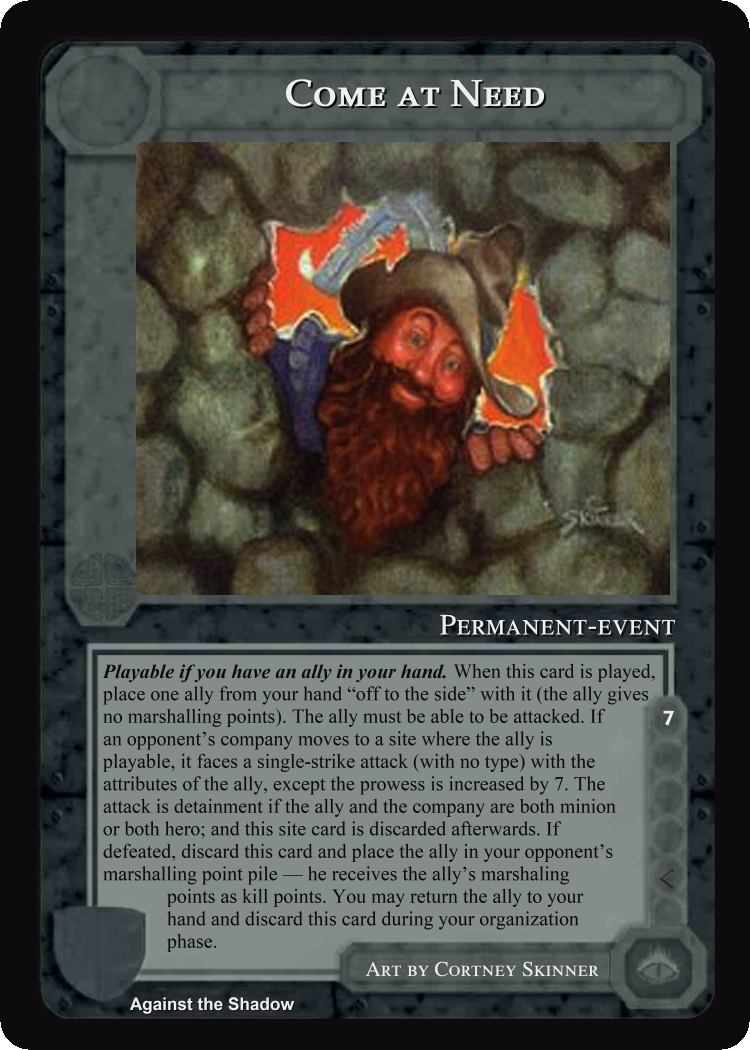 Come at Need
Skinner
Permanent-event
Playable if you have an ally in your hand. When this card is played,
place one ally from your hand “off to the side” with it (the ally gives
no marshalling points). The ally must be able to be attacked. If
7
an opponent’s company moves to a site where the ally is
playable, it faces a single-strike attack (with no type) with the
attributes of the ally, except the prowess is increased by 7. The
attack is detainment if the ally and the company are both minion
or both hero; and this site card is discarded afterwards. If
defeated, discard this card and place the ally in your opponent’s
marshalling point pile — he receives the ally’s marshaling
<
points as kill points. You may return the ally to your
hand and discard this card during your organization
phase.
Art by Cortney Skinner
Against the Shadow